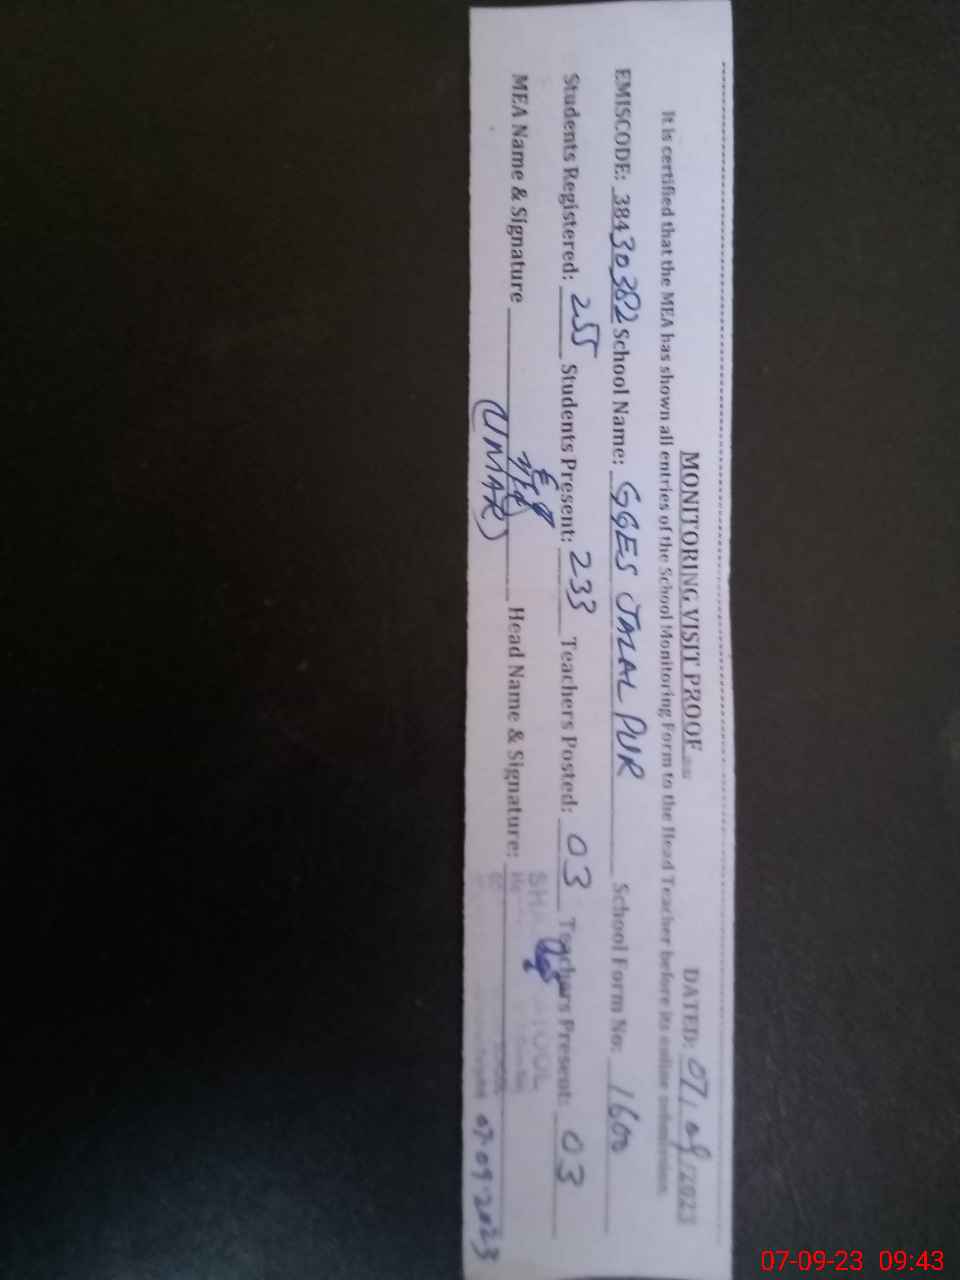 MONITORING VISIT PROOF
DATED: 07/09/2023
It is certified that the MEA has shown all entries of the School Monitoring Form to the Head Teacher before its online submission.
EMISCODE: 38430382 School Name: GGES JALAL PUR School Form No: 1600
Students Registered: 255 Students Present: 233 Teachers Posted: 03 Teachers Present: 03
MEA Name & Signature Head Name & Signature:
(UMAR)
07.09.2023
07-09-23 09:43